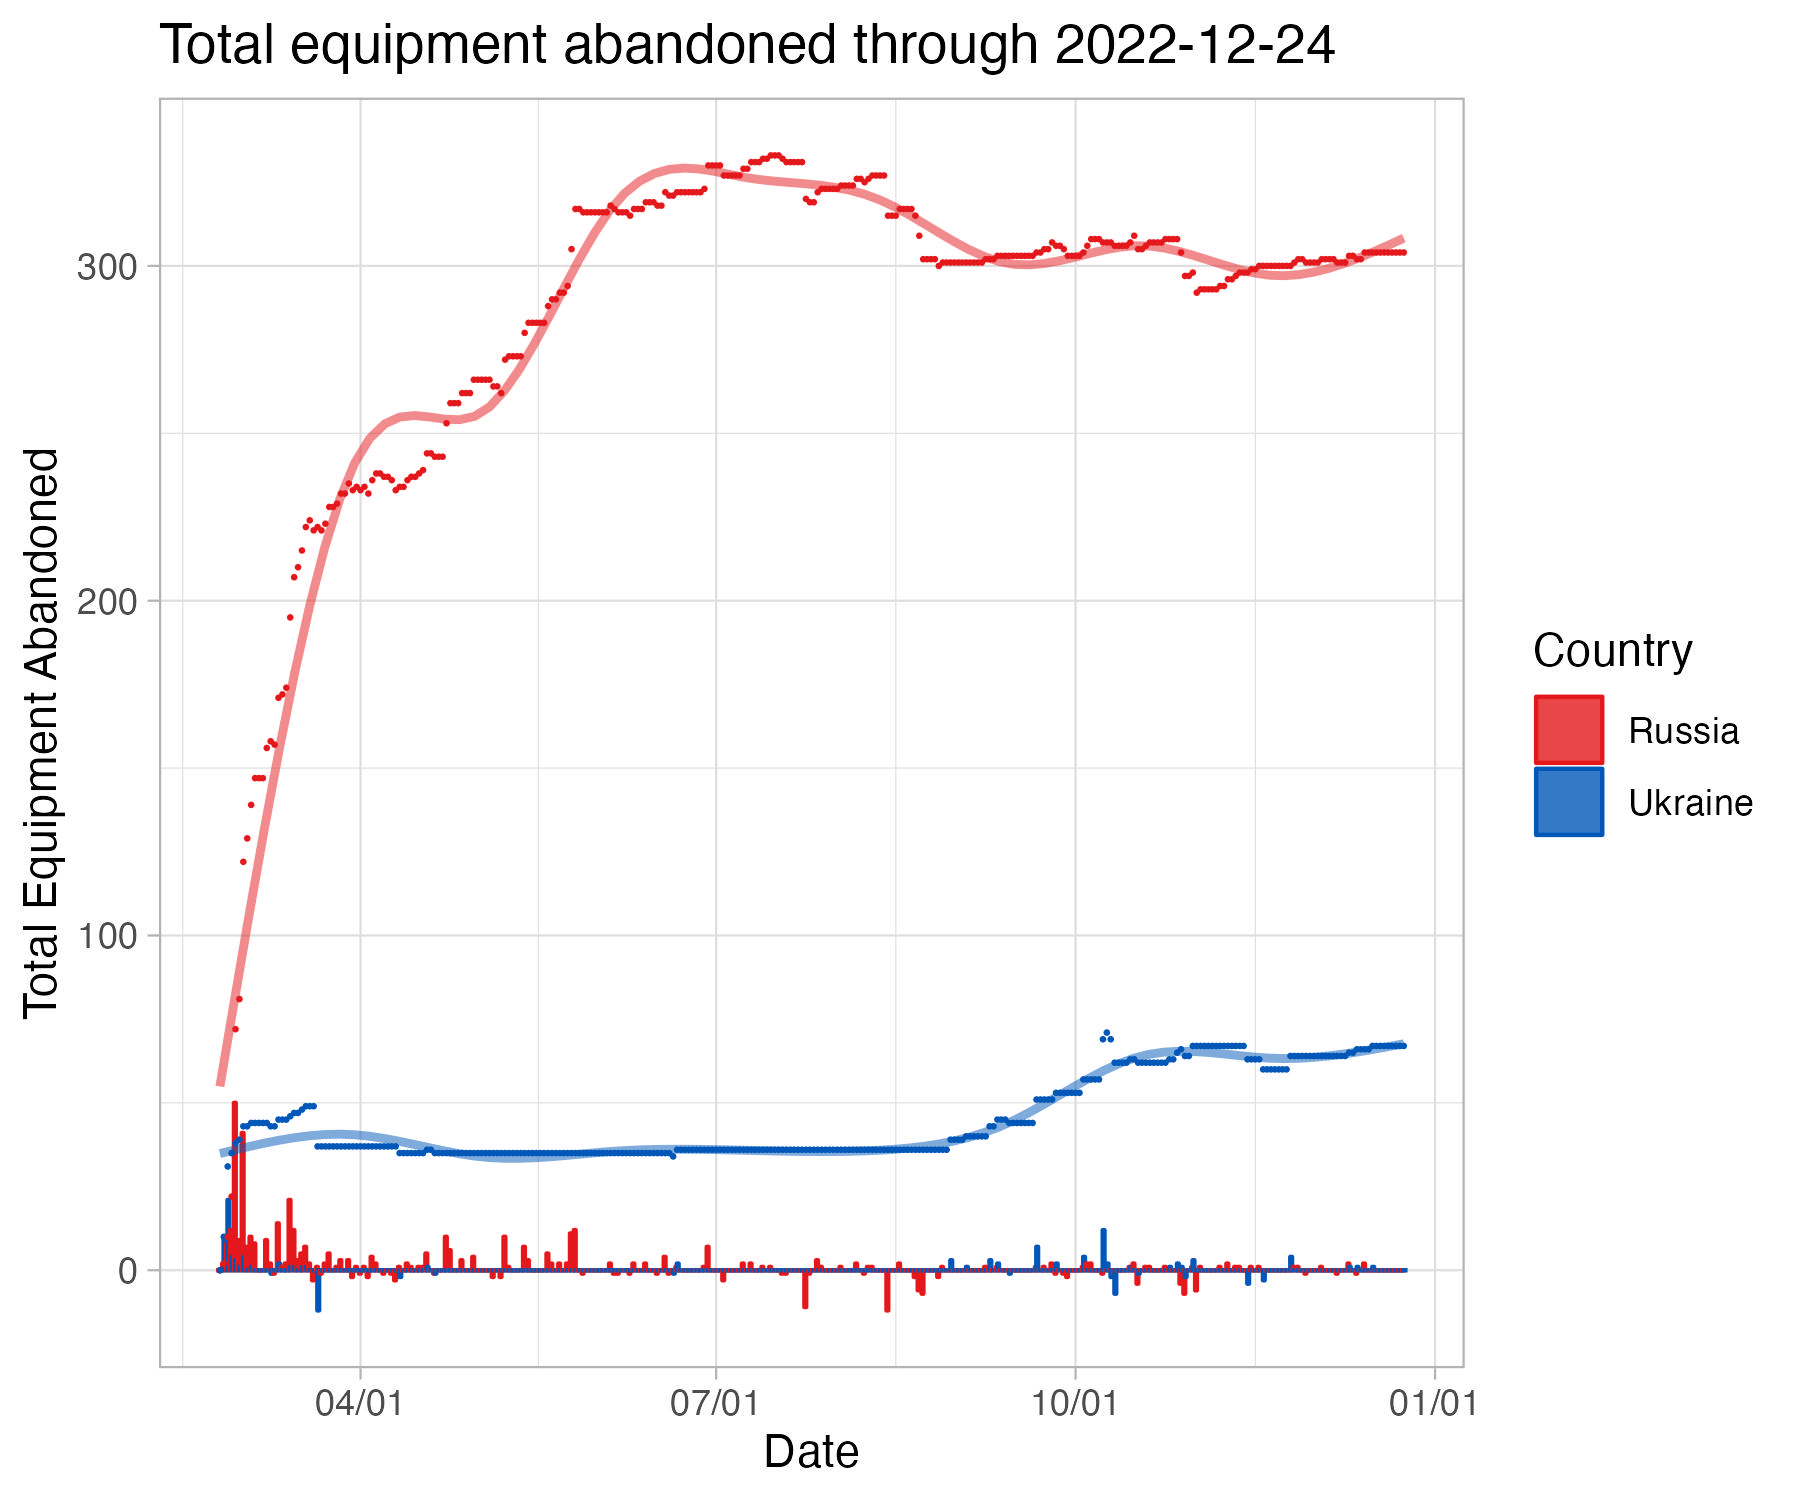 Total equipment abandoned through 2022-12-24
Total Equipment Abandoned
300
200
100
0
04/01
07/01
10/01
01/01
Date
Country
Russia
Ukraine